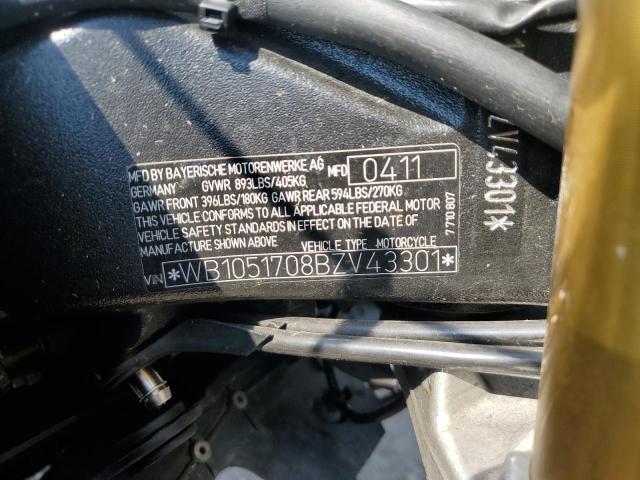 MFD BY BAYERISCHE MOTORENWERKE AG MFD 0411
GERMANY GVWR 893LBS/405KG
GAWR FRONT 396LBS/180KG GAWR REAR 594LBS/270KG
THIS VEHICLE CONFORMS TO ALL APPLICABLE FEDERAL MOTOR
VEHICLE SAFETY STANDARDS IN EFFECT ON THE DATE OF
MANUFACTURE SHOWN ABOVE VEHICLE TYPE MOTORCYCLE
VIN *WB1051708BZV43301*
7710807
ZV43301*